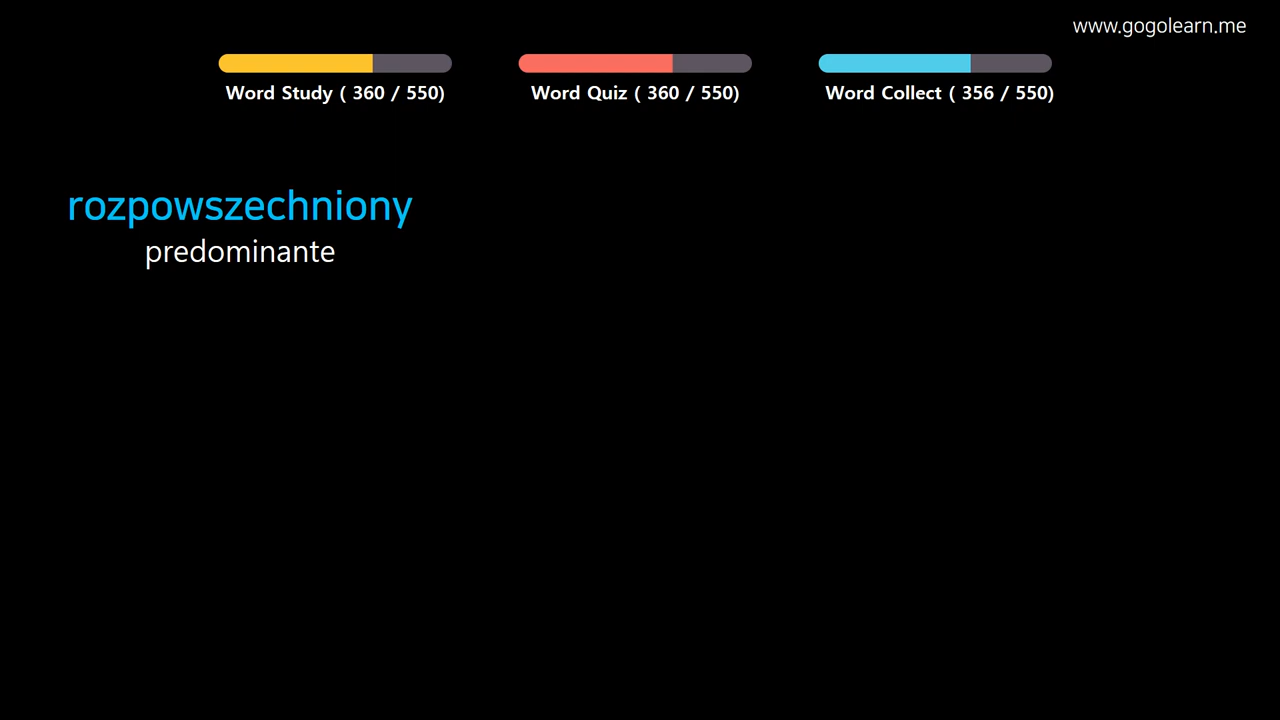 www.gogolearn.me
Word Study ( 360 / 550)
Word Quiz ( 360 / 550)
Word Collect ( 356 / 550)
rozpowszechniony
predominante